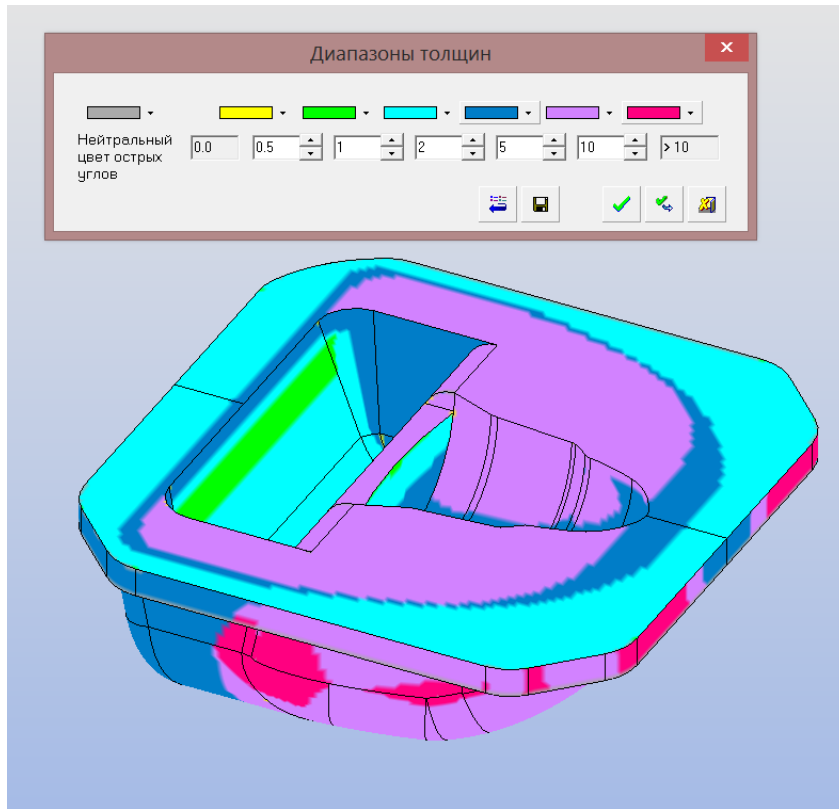 Диапазоны толщин
Нейтральный
цвет острых
углов
0.0 0.5 1 2 5 10 > 10